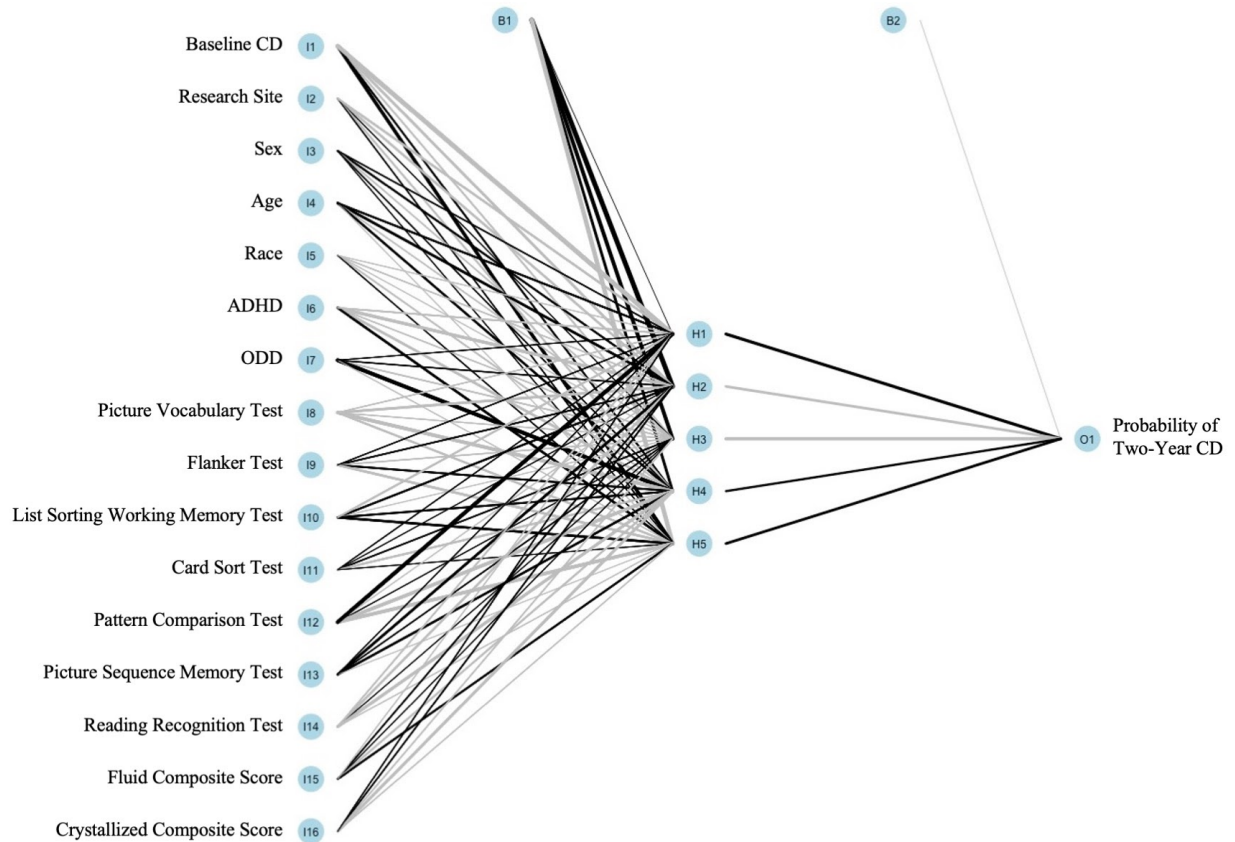 B1
B2
Baseline CD I1
Research Site I2
Sex I3
Age I4
Race I5
ADHD I6
ODD I7
Picture Vocabulary Test I8
Flanker Test I9
List Sorting Working Memory Test I10
Card Sort Test I11
Pattern Comparison Test I12
Picture Sequence Memory Test I13
Reading Recognition Test I14
Fluid Composite Score I15
Crystallized Composite Score I16
H1
H2
H3
H4
H5
O1
Probability of
Two-Year CD